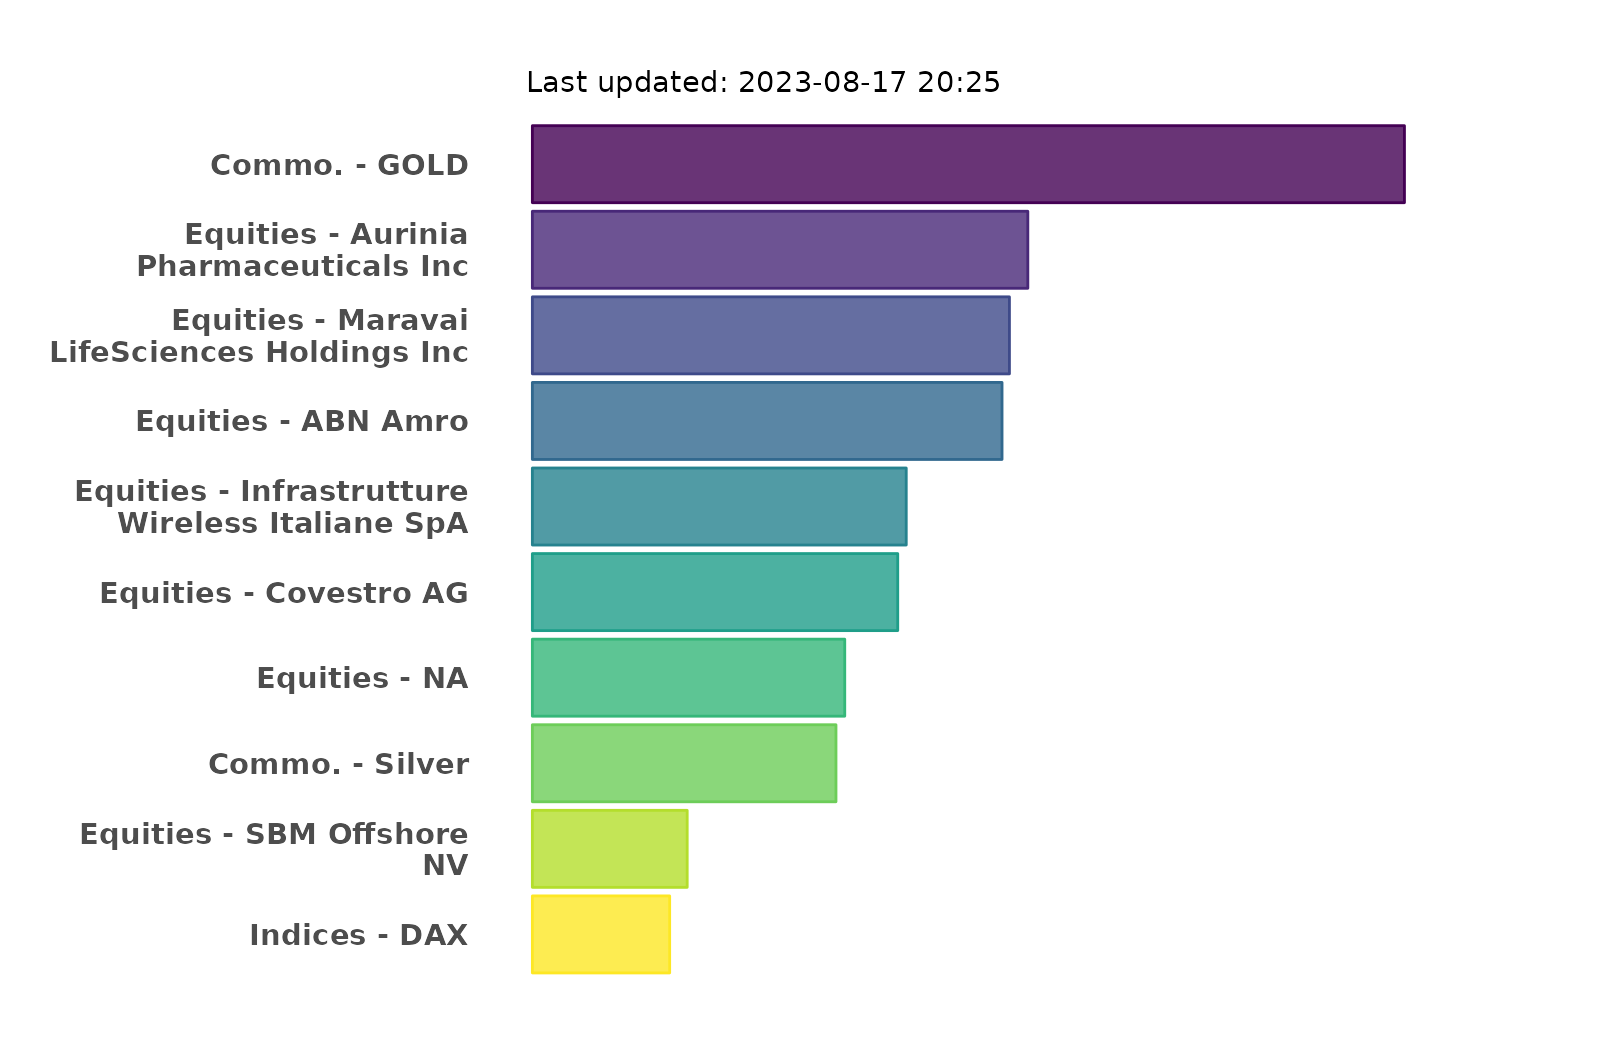 Last updated: 2023-08-17 20:25
Commo. - GOLD
Equities - Aurinia
Pharmaceuticals Inc
Equities - Maravai
LifeSciences Holdings Inc
Equities - ABN Amro
Equities - Infrastrutture
Wireless Italiane SpA
Equities - Covestro AG
Equities - NA
Commo. - Silver
Equities - SBM Offshore
NV
Indices - DAX